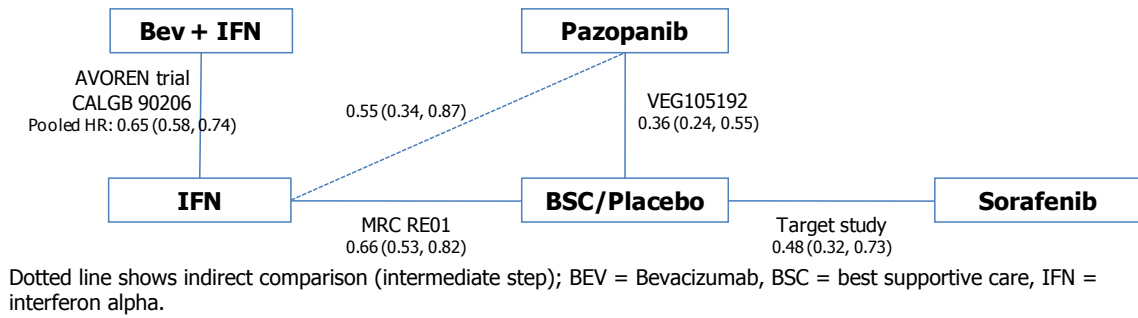 Bev + IFN
Pazopanib
AVOREN trial
CALGB 90206
Pooled HR: 0.65 (0.58, 0.74)
0.55 (0.34, 0.87)
VEG105192
0.36 (0.24, 0.55)
IFN
BSC/Placebo
Sorafenib
MRC RE01
0.66 (0.53, 0.82)
Target study
0.48 (0.32, 0.73)
Dotted line shows indirect comparison (intermediate step); BEV = Bevacizumab, BSC = best supportive care, IFN =
interferon alpha.